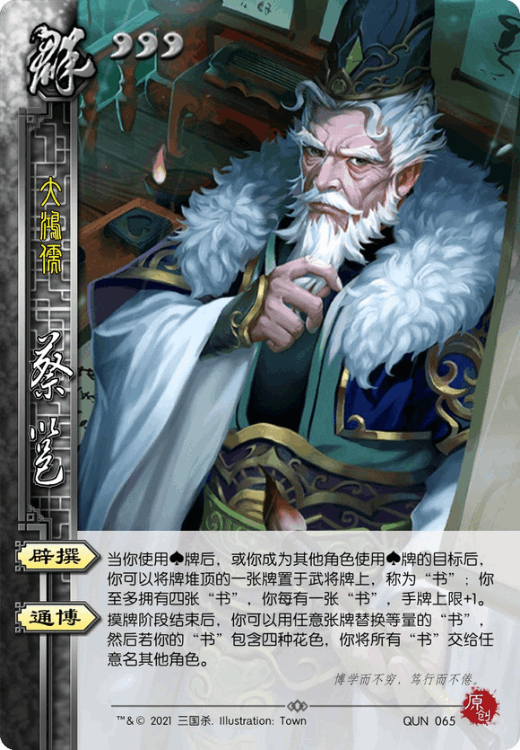 群
大鸿儒
蔡邕
辟撰
当你使用♠牌后，或你成为其他角色使用♠牌的目标后，
你可以将牌堆顶的一张牌置于武将牌上，称为“书”；你
至多拥有四张“书”，你每有一张“书”，手牌上限+1。
通博
摸牌阶段结束后，你可以用任意张牌替换等量的“书”，
然后若你的“书”包含四种花色，你将所有“书”交给任
意名其他角色。
博学而不穷，笃行而不倦。
原创
™&© 2021 三国杀. Illustration: Town
QUN 065